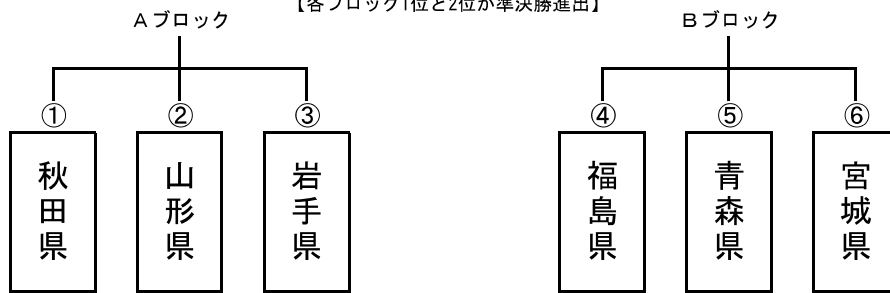 【各ブロック1位と2位が準決勝進出】
Aブロック
Bブロック
①
②
③
④
⑤
⑥
秋田県
山形県
岩手県
福島県
青森県
宮城県